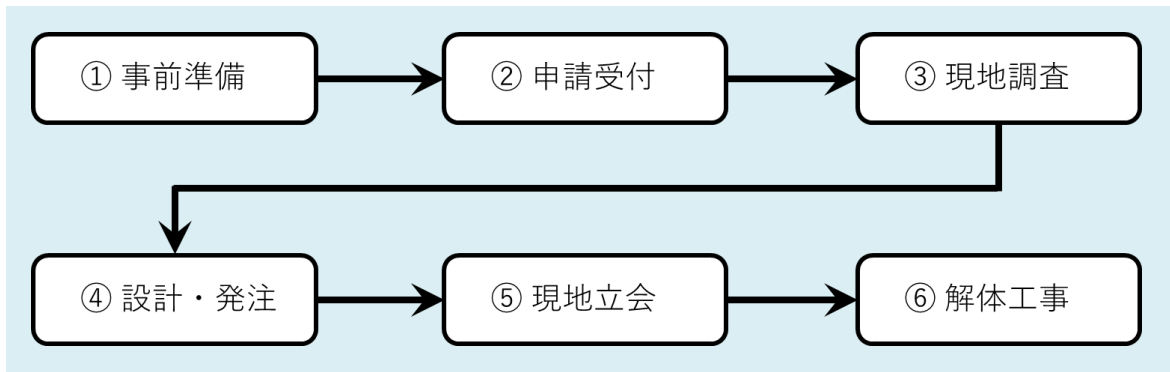 ① 事前準備
② 申請受付
③ 現地調査
④ 設計・発注
⑤ 現地立会
⑥ 解体工事